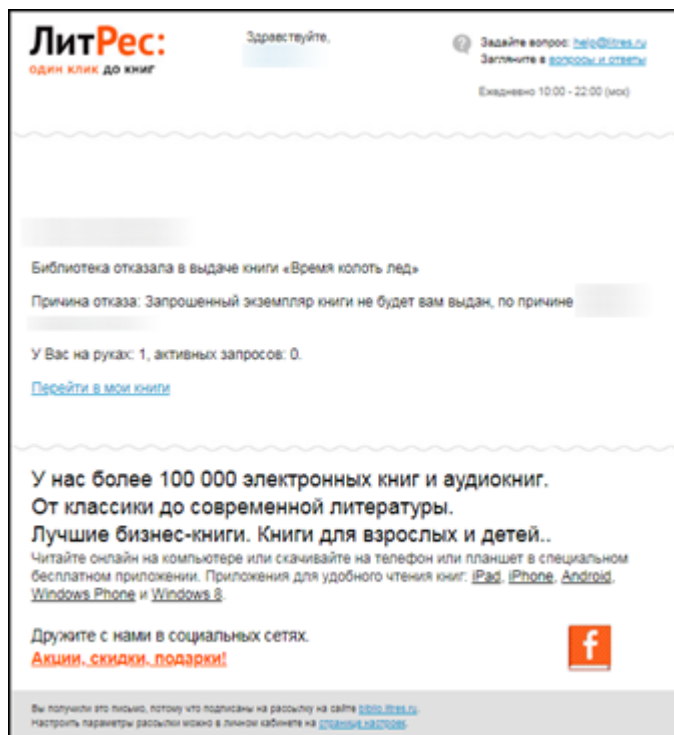 ЛитРес:
один клик до книг
Здравствуйте,
Задайте вопрос: help@litres.ru
Загляните в вопросы и ответы
Ежедневно 10:00 - 22:00 (мск)
Библиотека отказала в выдаче книги «Время колоть лед»
Причина отказа: Запрошенный экземпляр книги не будет вам выдан, по причине
У Вас на руках: 1, активных запросов: 0.
Перейти в мои книги
У нас более 100 000 электронных книг и аудиокниг.
От классики до современной литературы.
Лучшие бизнес-книги. Книги для взрослых и детей..
Читайте онлайн на компьютере или скачивайте на телефон или планшет в специальном
бесплатном приложении. Приложения для удобного чтения книг: iPad, iPhone, Android,
Windows Phone и Windows 8.
Дружите с нами в социальных сетях.
Акции, скидки, подарки!
f
Вы получили это письмо, потому что подписаны на рассылку на сайте biblio.litres.ru.
Настроить параметры рассылки можно в личном кабинете на странице настроек.